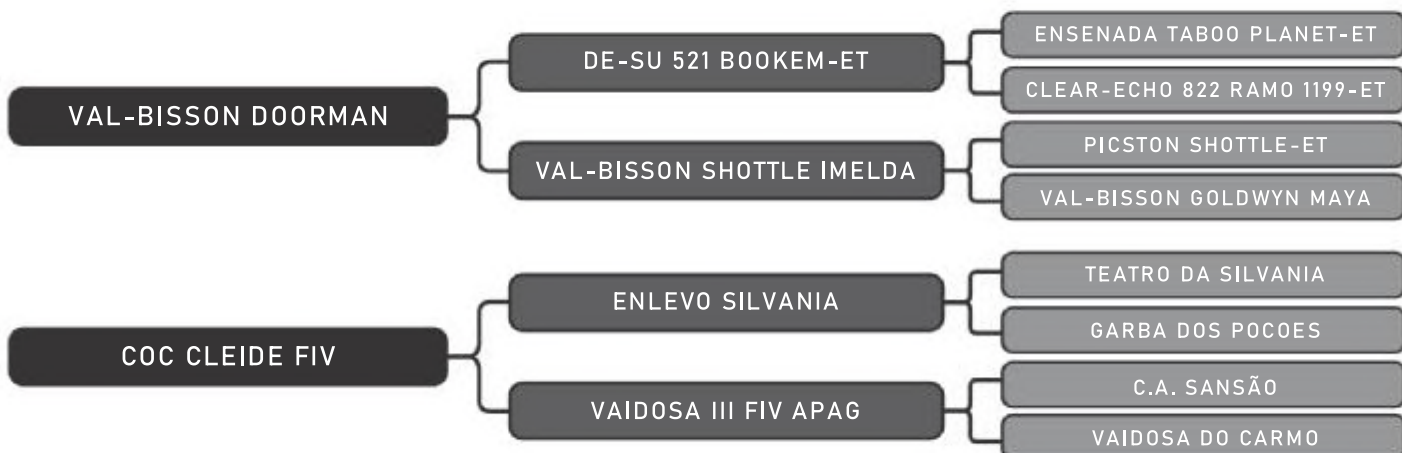 VAL-BISSON DOORMAN
DE-SU 521 BOOKEM-ET
ENSENADA TABOO PLANET-ET
CLEAR-ECHO 822 RAMO 1199-ET
VAL-BISSON SHOTTLE IMELDA
PICSTON SHOTTLE-ET
VAL-BISSON GOLDWYN MAYA
COC CLEIDE FIV
ENLEVO SILVANIA
TEATRO DA SILVANIA
GARBA DOS POCOES
VAIDOSA III FIV APAG
C.A. SANSÃO
VAIDOSA DO CARMO